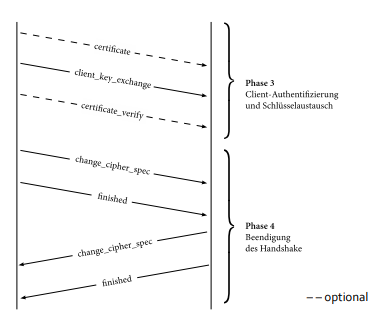 certificate
client_key_exchange
certificate_verify
Phase 3
Client-Authentifizierung
und Schlüsselaustausch
change_cipher_spec
finished
change_cipher_spec
finished
Phase 4
Beendigung
des Handshake
-- optional